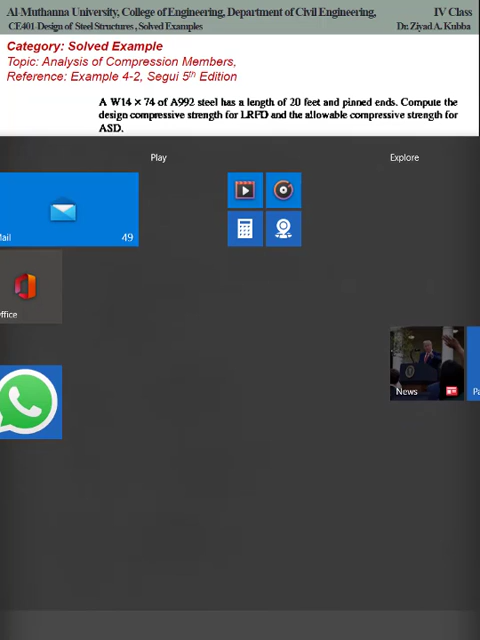 Al-Muthanna University, College of Engineering, Department of Civil Engineering, IV Class
CE401-Design of Steel Structures , Solved Examples Dr. Ziyad A. Kubba
Category: Solved Example
Topic: Analysis of Compression Members,
Reference: Example 4-2, Segui 5th Edition
A W14 × 74 of A992 steel has a length of 20 feet and pinned ends. Compute the
design compressive strength for LRFD and the allowable compressive strength for
ASD.
Play Explore
Mail 49
ffice
News Pa